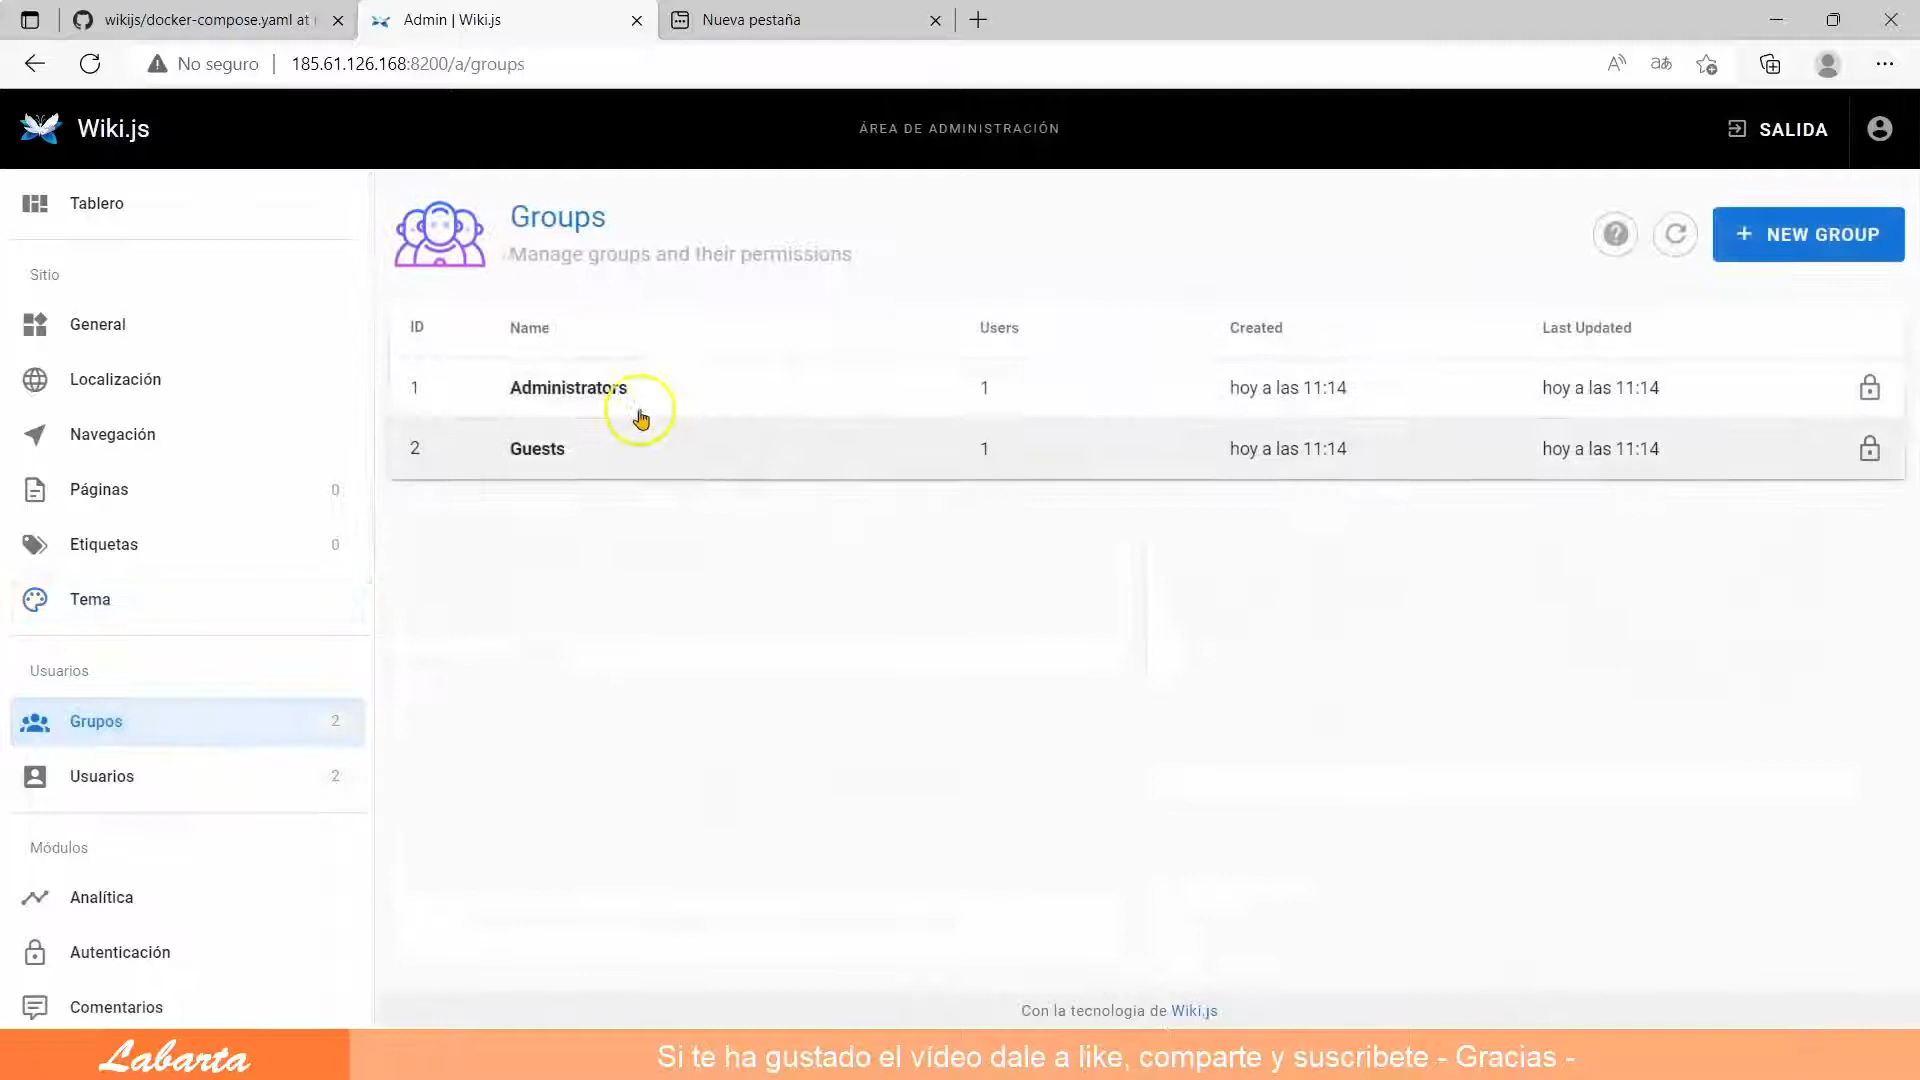 wikijs/docker-compose.yaml at
Admin | Wiki.js
Nueva pestaña
No seguro
185.61.126.168:8200/a/groups
Wiki.js
ÁREA DE ADMINISTRACIÓN
SALIDA
Tablero
Sitio
General
Localización
Navegación
Páginas 0
Etiquetas 0
Tema
Usuarios
Grupos 2
Usuarios 2
Módulos
Analítica
Autenticación
Comentarios
Groups
Manage groups and their permissions
+ NEW GROUP
ID Name Users Created Last Updated
1 Administrators 1 hoy a las 11:14 hoy a las 11:14
2 Guests 1 hoy a las 11:14 hoy a las 11:14
Con la tecnologia de Wiki.js
Labarta
Si te ha gustado el vídeo dale a like, comparte y suscribete - Gracias -